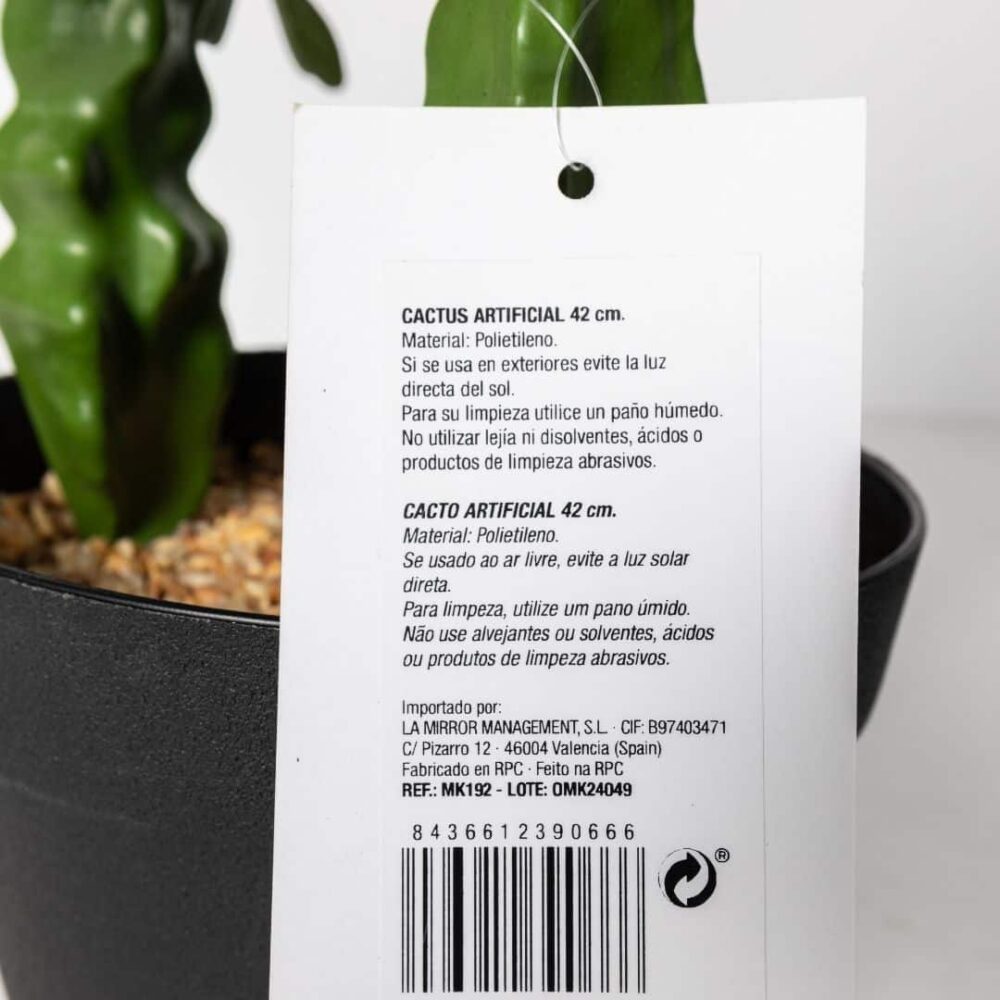 CACTUS ARTIFICIAL 42 cm.
Material: Polietileno.
Si se usa en exteriores evite la luz
directa del sol.
Para su limpieza utilice un paño húmedo.
No utilizar lejía ni disolventes, ácidos o
productos de limpieza abrasivos.
CACTO ARTIFICIAL 42 cm.
Material: Polietileno.
Se usado ao ar livre, evite a luz solar
direta.
Para limpeza, utilize um pano úmido.
Não use alvejantes ou solventes, ácidos
ou produtos de limpeza abrasivos.
Importado por:
LA MIRROR MANAGEMENT, S.L. · CIF: B97403471
C/ Pizarro 12 · 46004 Valencia (Spain)
Fabricado en RPC · Feito na RPC
REF.: MK192 - LOTE: OMK24049
8436612390666
®